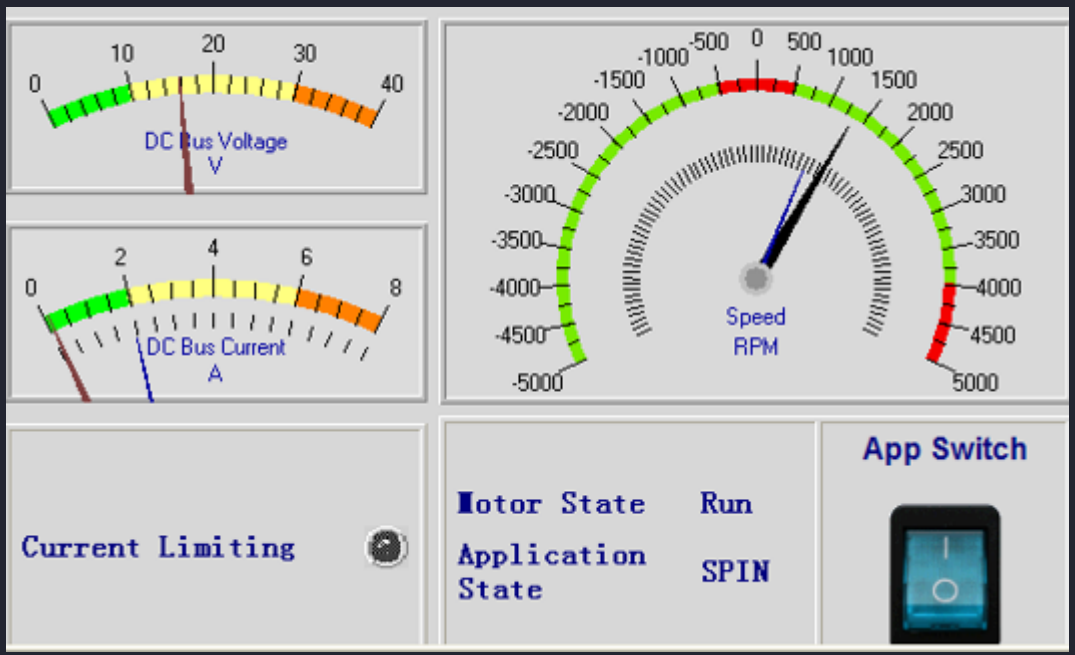 0 10 20 30 40
DC Bus Voltage
V
0 2 4 6 8
DC Bus Current
A
-5000 -4500 -4000 -3500 -3000 -2500 -2000 -1500 -1000 -500 0 500 1000 1500 2000 2500 3000 3500 4000 4500 5000
Speed
RPM
Current Limiting
Motor State Run
Application
State
SPIN
App Switch
I
O